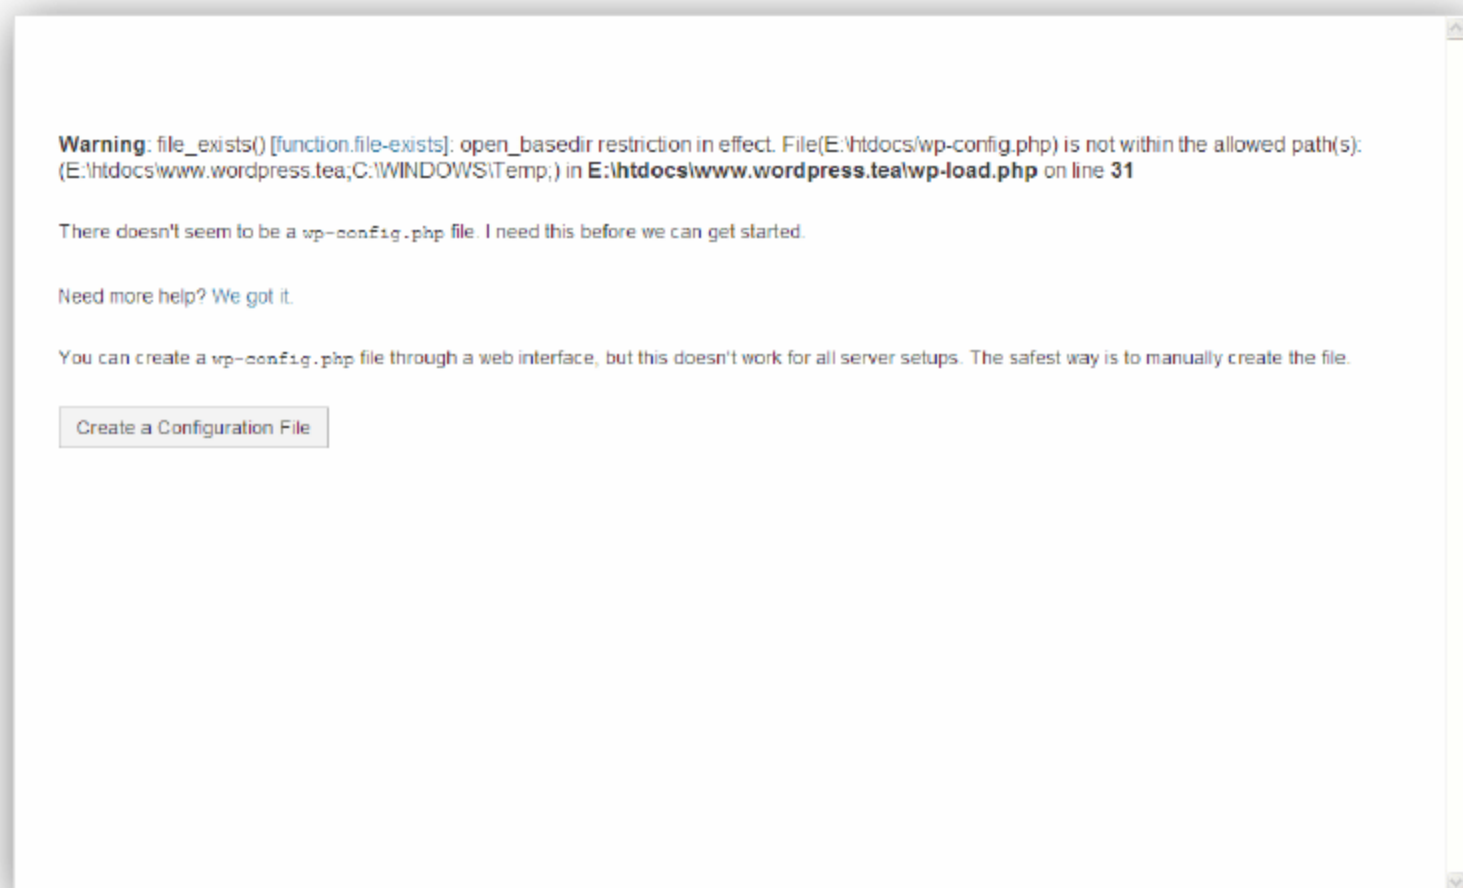 Warning: file_exists() [function.file-exists]: open_basedir restriction in effect. File(E:\htdocs/wp-config.php) is not within the allowed path(s):
(E:\htdocs\www.wordpress.tea;C:\WINDOWS\Temp;) in E:\htdocs\www.wordpress.tea\wp-load.php on line 31
There doesn't seem to be a wp-config.php file. I need this before we can get started.
Need more help? We got it.
You can create a wp-config.php file through a web interface, but this doesn't work for all server setups. The safest way is to manually create the file.
Create a Configuration File